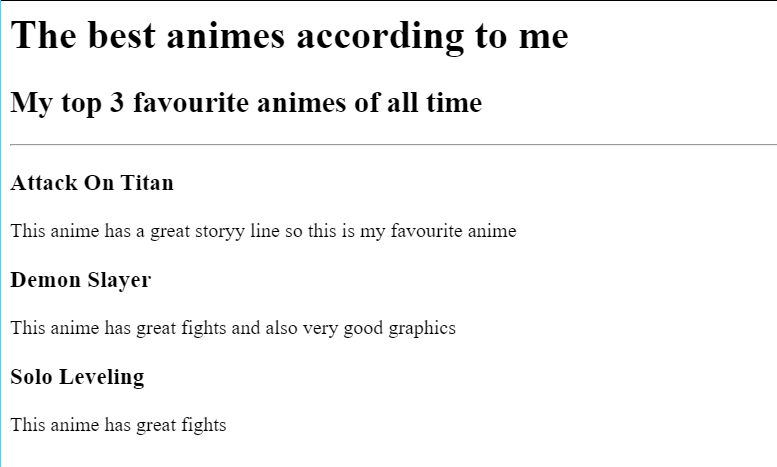 The best animes according to me
My top 3 favourite animes of all time
Attack On Titan
This anime has a great storyy line so this is my favourite anime
Demon Slayer
This anime has great fights and also very good graphics
Solo Leveling
This anime has great fights